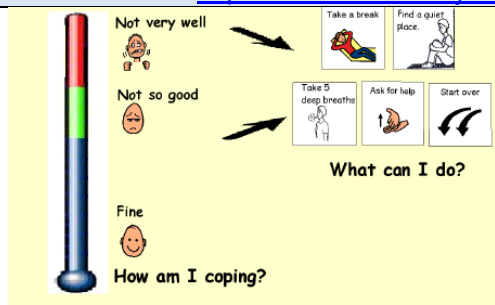 Not very well
Take a break
Find a quiet
place.
Not so good
Take 5
deep breaths
Ask for help
Start over
What can I do?
Fine
How am I coping?